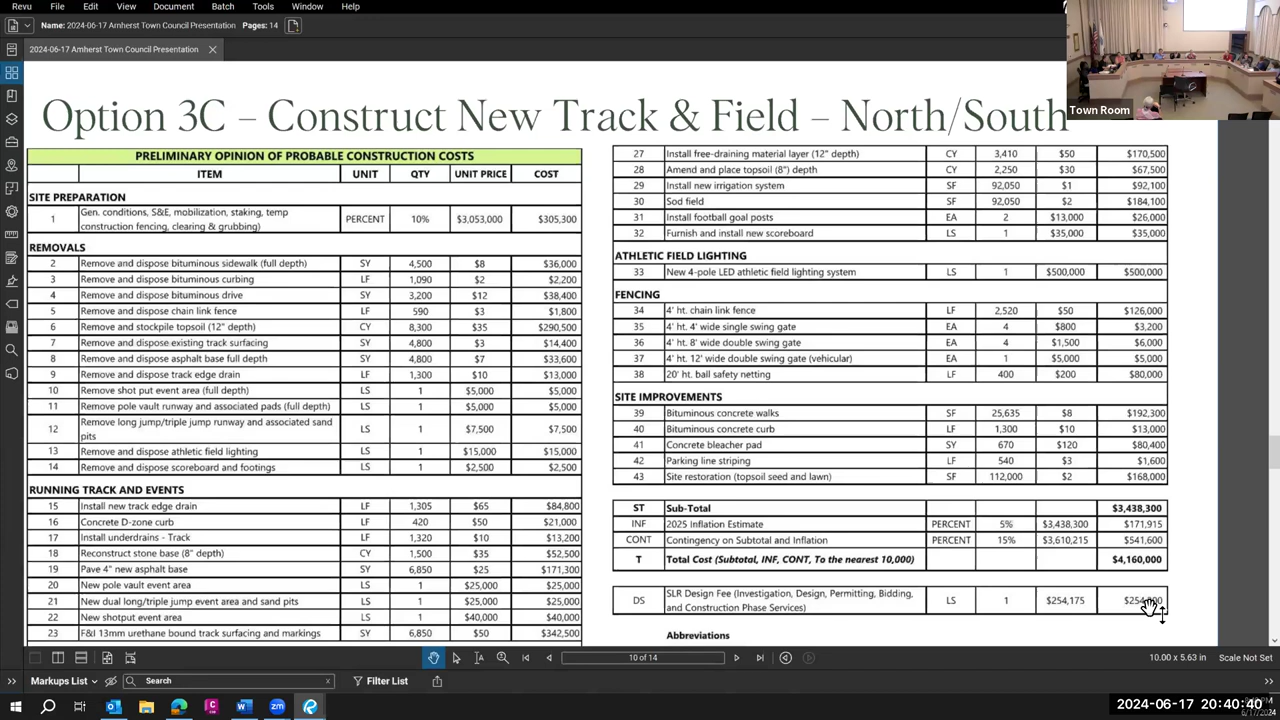 Revu File Edit View Document Batch Tools Window Help
Name: 2024-06-17 Amherst Town Council Presentation Pages: 14
2024-06-17 Amherst Town Council Presentation
Town Room
Option 3C – Construct New Track & Field – North/South
PRELIMINARY OPINION OF PROBABLE CONSTRUCTION COSTS
ITEM UNIT QTY UNIT PRICE COST
SITE PREPARATION
1 Gen. conditions, S&E, mobilization, staking, temp construction fencing, clearing & grubbing) PERCENT 10% $3,053,000 $305,300
REMOVALS
2 Remove and dispose bituminous sidewalk (full depth) SY 4,500 $8 $36,000
3 Remove and dispose bituminous curbing LF 1,090 $2 $2,200
4 Remove and dispose bituminous drive SY 3,200 $12 $38,400
5 Remove and dispose chain link fence LF 590 $3 $1,800
6 Remove and stockpile topsoil (12" depth) CY 8,300 $35 $290,500
7 Remove and dispose existing track surfacing SY 4,800 $3 $14,400
8 Remove and dispose asphalt base full depth SY 4,800 $7 $33,600
9 Remove and dispose track edge drain LF 1,300 $10 $13,000
10 Remove shot put event area (full depth) LS 1 $5,000 $5,000
11 Remove pole vault runway and associated pads (full depth) LS 1 $5,000 $5,000
12 Remove long jump/triple jump runway and associated sand pits LS 1 $7,500 $7,500
13 Remove and dispose athletic field lighting LS 1 $15,000 $15,000
14 Remove and dispose scoreboard and footings LS 1 $2,500 $2,500
RUNNING TRACK AND EVENTS
15 Install new track edge drain LF 1,305 $65 $84,800
16 Concrete D-zone curb LF 420 $50 $21,000
17 Install underdrains - Track LF 1,320 $10 $13,200
18 Reconstruct stone base (8" depth) CY 1,500 $35 $52,500
19 Pave 4" new asphalt base SY 6,850 $25 $171,300
20 New pole vault event area LS 1 $25,000 $25,000
21 New dual long/triple jump event area and sand pits LS 1 $25,000 $25,000
22 New shotput event area LS 1 $40,000 $40,000
23 F&I 13mm urethane bound track surfacing and markings SY 6,850 $50 $342,500
27 Install free-draining material layer (12" depth) CY 3,410 $50 $170,500
28 Amend and place topsoil (8") depth CY 2,250 $30 $67,500
29 Install new irrigation system SF 92,050 $1 $92,100
30 Sod field SF 92,050 $2 $184,100
31 Install football goal posts EA 2 $13,000 $26,000
32 Furnish and install new scoreboard LS 1 $35,000 $35,000
ATHLETIC FIELD LIGHTING
33 New 4-pole LED athletic field lighting system LS 1 $500,000 $500,000
FENCING
34 4' ht. chain link fence LF 2,520 $50 $126,000
35 4' ht. 4' wide single swing gate EA 4 $800 $3,200
36 4' ht. 8' wide double swing gate EA 4 $1,500 $6,000
37 4' ht. 12' wide double swing gate (vehicular) EA 1 $5,000 $5,000
38 20' ht. ball safety netting LF 400 $200 $80,000
SITE IMPROVEMENTS
39 Bituminous concrete walks SF 25,635 $8 $192,300
40 Bituminous concrete curb LF 1,300 $10 $13,000
41 Concrete bleacher pad SY 670 $120 $80,400
42 Parking line striping LF 540 $3 $1,600
43 Site restoration (topsoil seed and lawn) SF 112,000 $2 $168,000
ST Sub-Total $3,438,300
INF 2025 Inflation Estimate PERCENT 5% $3,438,300 $171,915
CONT Contingency on Subtotal and Inflation PERCENT 15% $3,610,215 $541,600
T Total Cost (Subtotal, INF, CONT, To the nearest 10,000) $4,160,000
DS SLR Design Fee (Investigation, Design, Permitting, Bidding, and Construction Phase Services) LS 1 $254,175
Abbreviations
10 of 14
10.00 x 5.63 in Scale Not Set
Markups List Search Filter List
2024-06-17 20:40:40